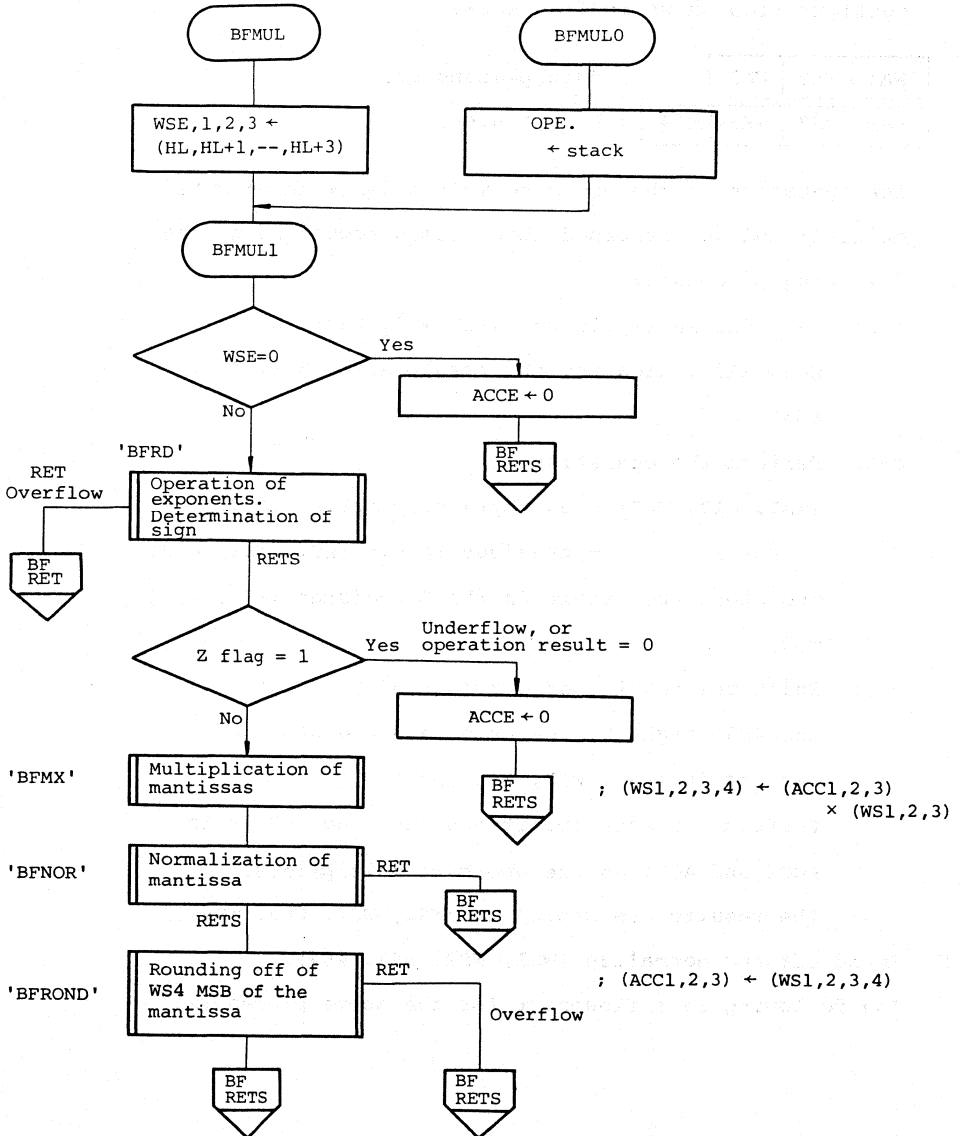 BFMUL
BFMUL0
WSE,1,2,3 ←
(HL,HL+1,--,HL+3)
OPE.
← stack
BFMUL1
WSE=0
Yes
ACCE ← 0
No
BF
RETS
'BFRD'
RET
Overflow
Operation of
exponents.
Determination of
sign
BF
RET
RETS
Z flag = 1
Yes
Underflow, or
operation result = 0
ACCE ← 0
No
BF
RETS
'BFMX'
Multiplication of
mantissas
; (WS1,2,3,4) ← (ACC1,2,3)
× (WS1,2,3)
'BFNOR'
Normalization of
mantissa
RET
BF
RETS
RETS
'BFROND'
Rounding off of
WS4 MSB of the
mantissa
RET
; (ACC1,2,3) ← (WS1,2,3,4)
Overflow
BF
RETS
BF
RETS